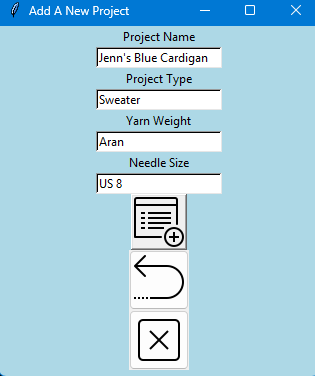 Add A New Project
Project Name
Jenn's Blue Cardigan
Project Type
Sweater
Yarn Weight
Aran
Needle Size
US 8